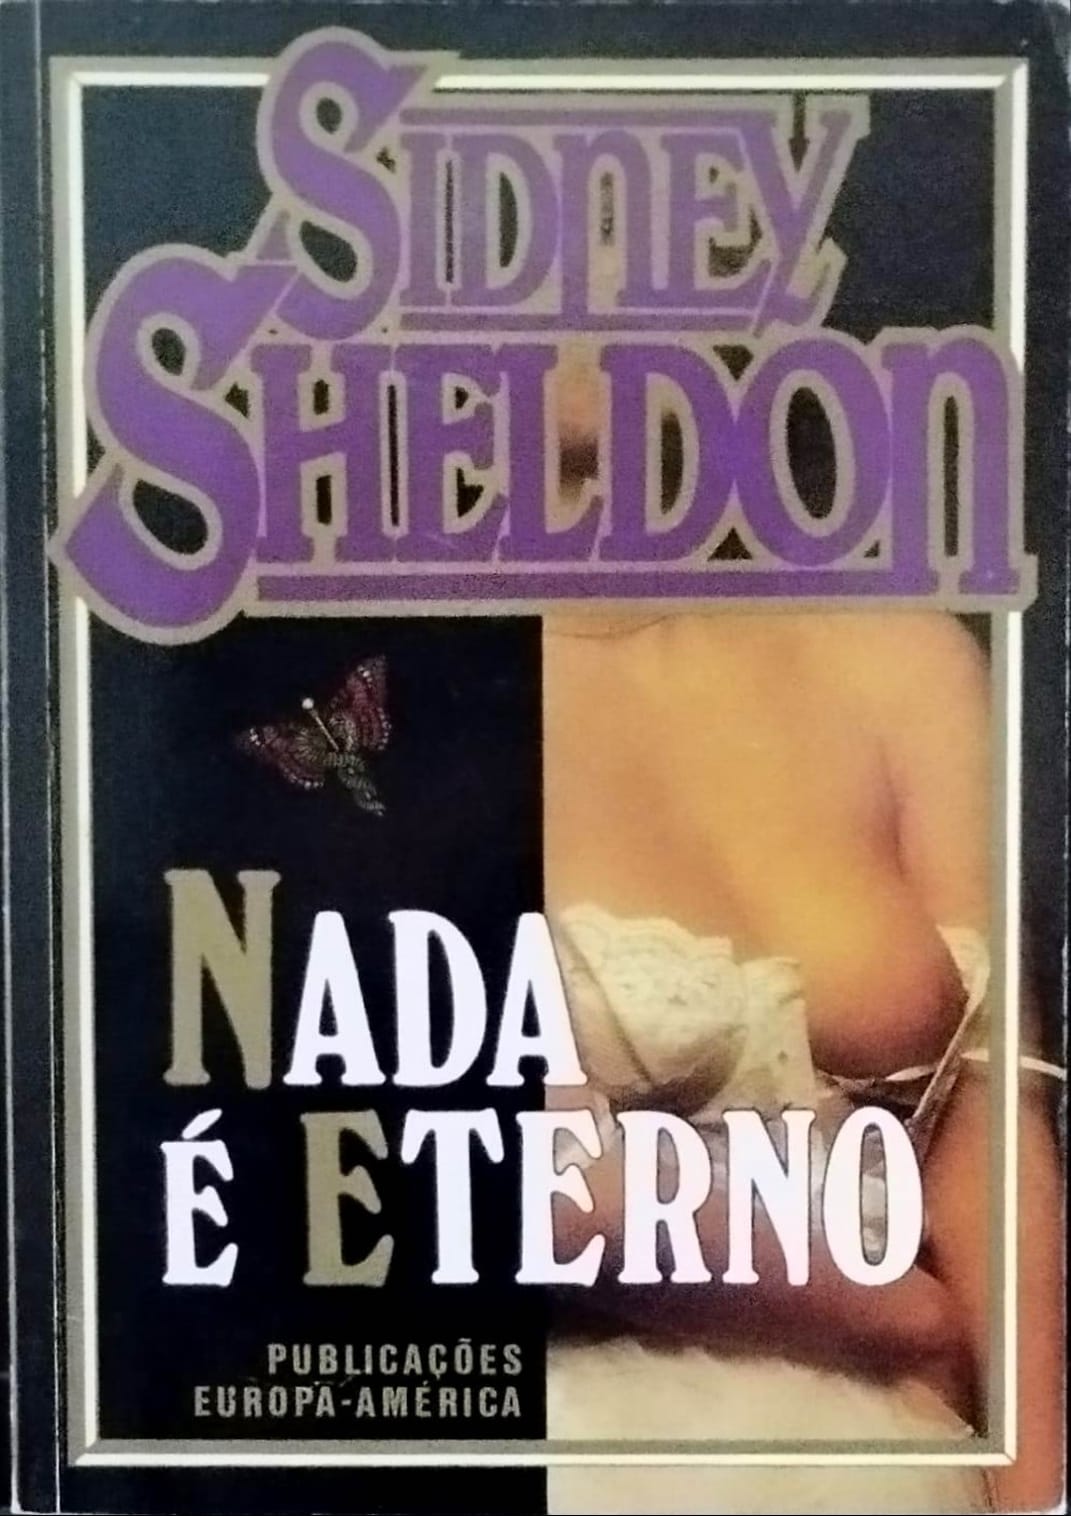 SIDNEY
SHELDON
NADA
É ETERNO
PUBLICAÇÕES
EUROPA-AMÉRICA